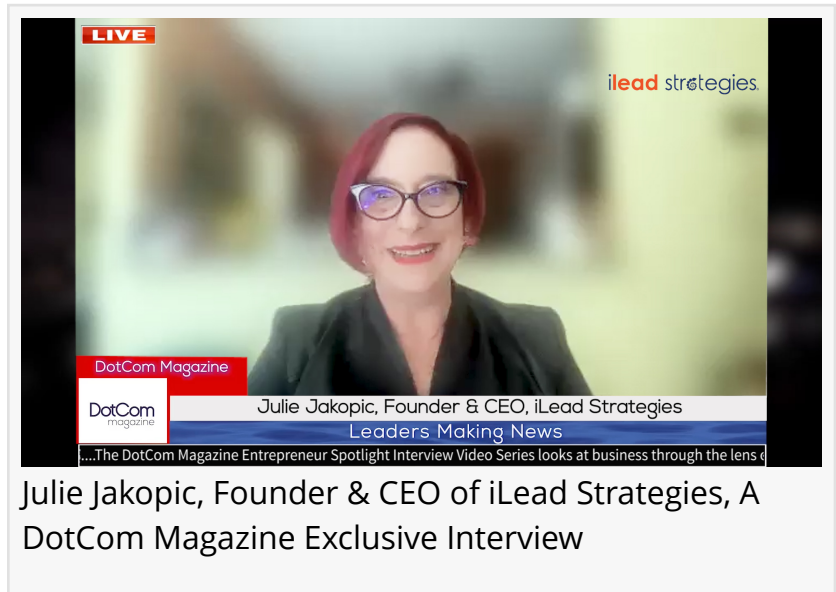 LIVE
ilead strategies.
DotCom Magazine
DotCom
magazine
Julie Jakopic, Founder & CEO, iLead Strategies
Leaders Making News
....The DotCom Magazine Entrepreneur Spotlight Interview Video Series looks at business through the lens
Julie Jakopic, Founder & CEO of iLead Strategies, A
DotCom Magazine Exclusive Interview